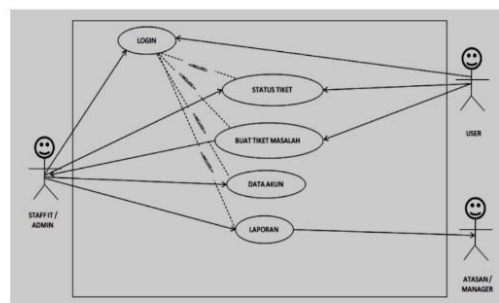 LOGIN
STATUS TIKET
BUAT TIKET MASALAH
DATA AKUN
LAPORAN
USER
STAFF IT /
ADMIN
ATASAN /
MANAGER